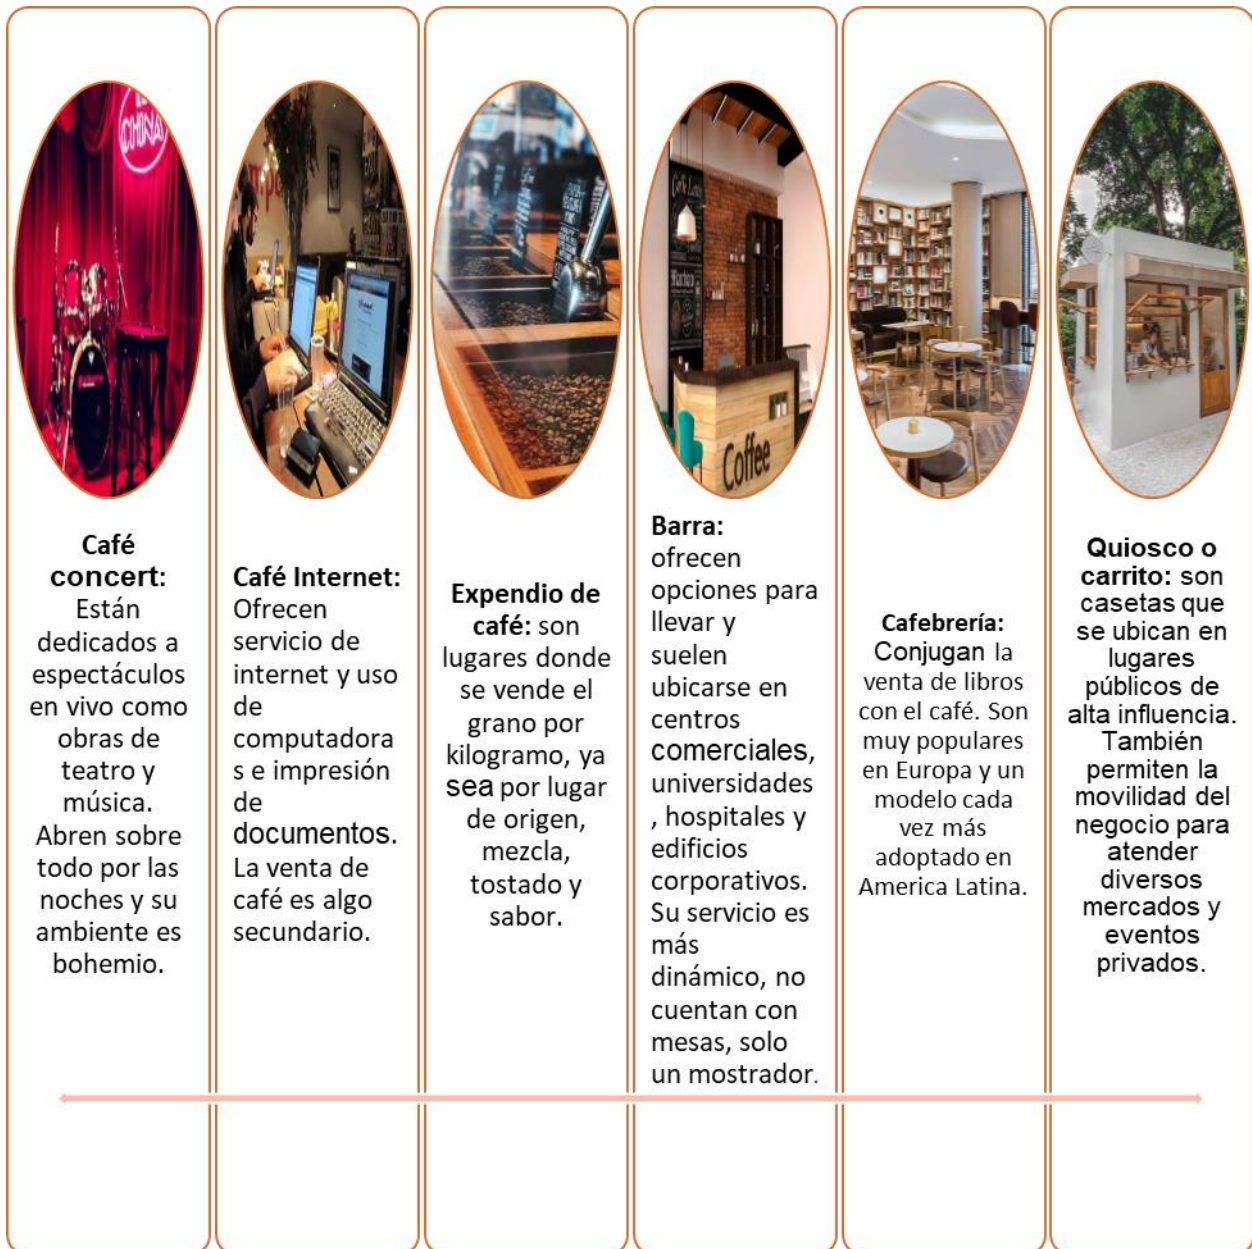 CHINA
Coffee
Café
concert:
Están
dedicados a
espectáculos
en vivo como
obras de
teatro y
música.
Abren sobre
todo por las
noches y su
ambiente es
bohemio.
Café Internet:
Ofrecen
servicio de
internet y uso
de
computadora
s e impresión
de
documentos.
La venta de
café es algo
secundario.
Expendio de
café: son
lugares donde
se vende el
grano por
kilogramo, ya
sea por lugar
de origen,
mezcla,
tostado y
sabor.
Barra:
ofrecen
opciones para
llevar y
suelen
ubicarse en
centros
comerciales,
universidades
, hospitales y
edificios
corporativos.
Su servicio es
más
dinámico, no
cuentan con
mesas, solo
un mostrador.
Cafebrería:
Conjugan la
venta de libros
con el café. Son
muy populares
en Europa y un
modelo cada
vez más
adoptado en
America Latina.
Quiosco o
carrito: son
casetas que
se ubican en
lugares
públicos de
alta influencia.
También
permiten la
movilidad del
negocio para
atender
diversos
mercados y
eventos
privados.